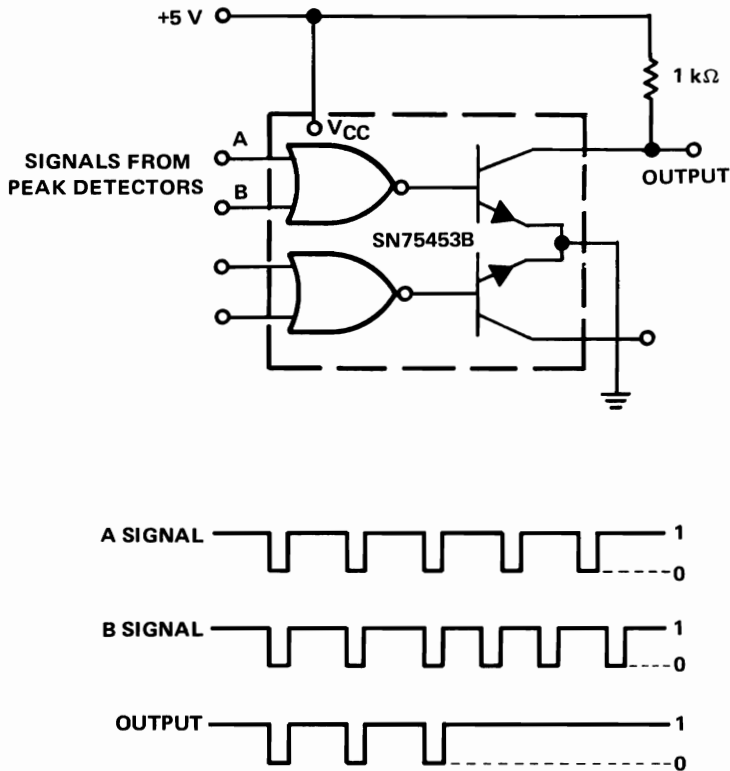 +5 V
1 kΩ
VCC
A
SIGNALS FROM
PEAK DETECTORS
B
OUTPUT
SN75453B
A SIGNAL
1
0
B SIGNAL
1
0
OUTPUT
1
0